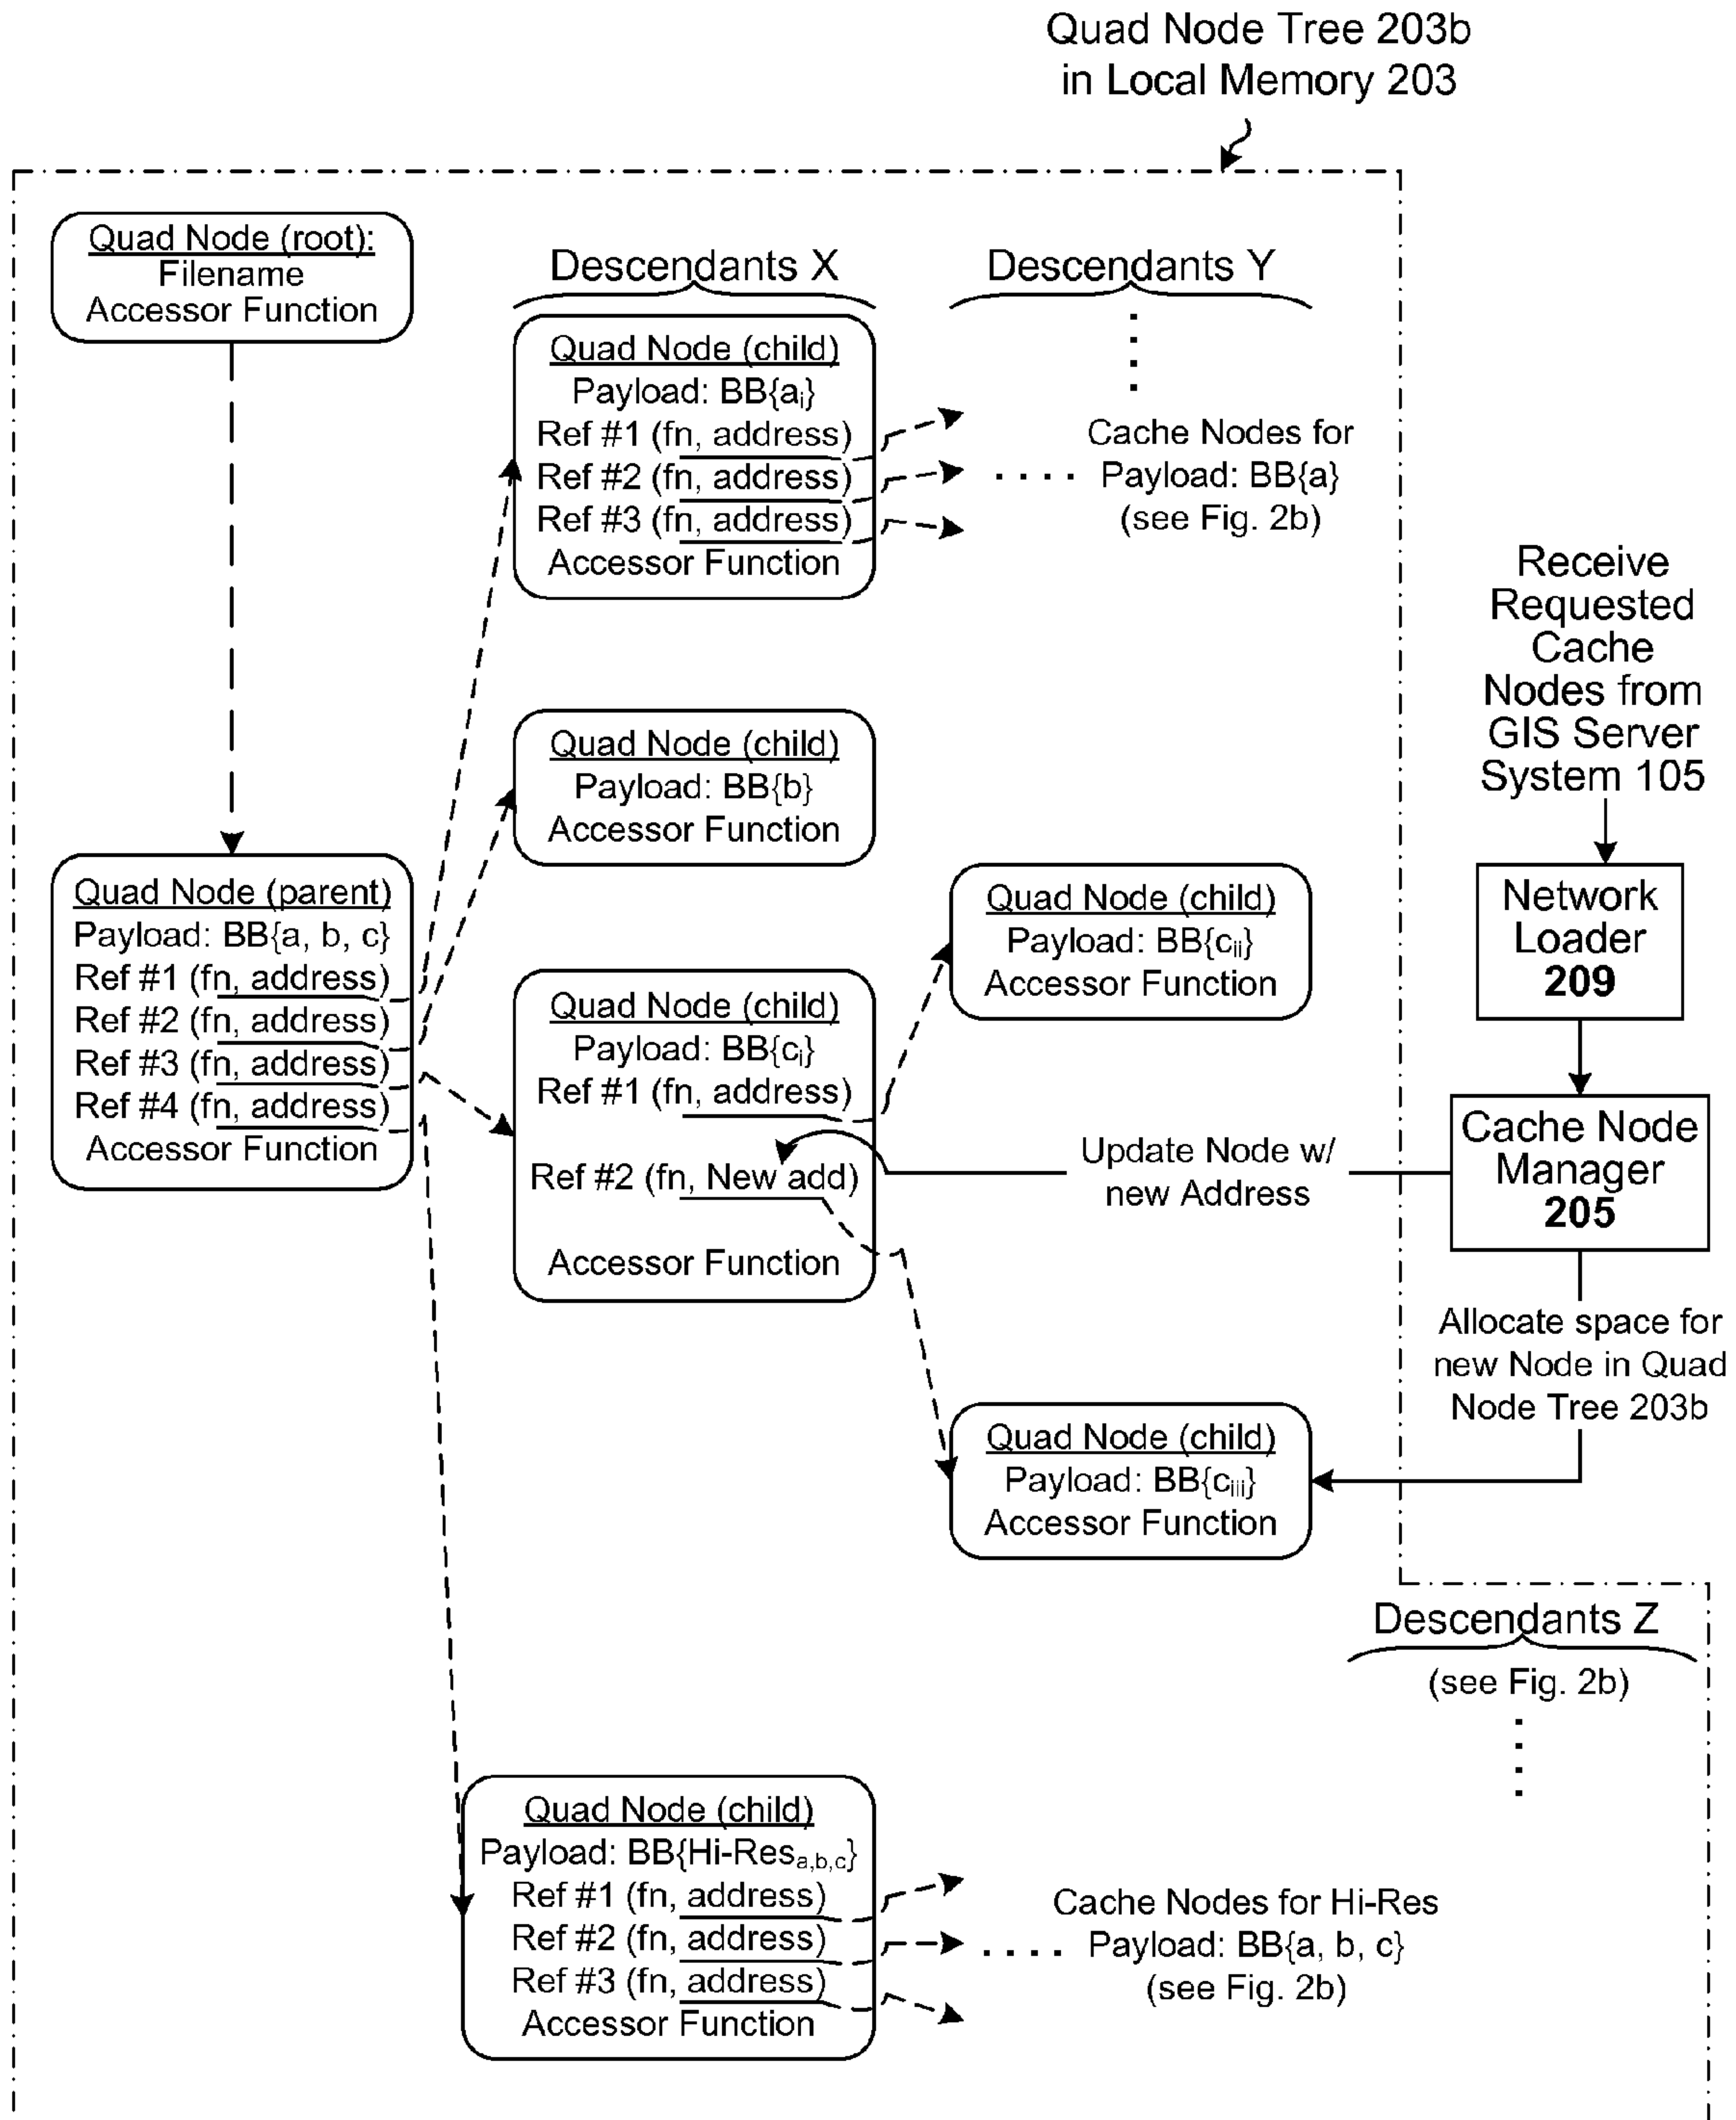 Quad Node Tree 203b
in Local Memory 203
Quad Node (root):
Filename
Accessor Function
Descendants X
Descendants Y
Quad Node (child)
Payload: BB{aᵢ}
Ref #1 (fn, address)
Ref #2 (fn, address)
Ref #3 (fn, address)
Accessor Function
Cache Nodes for
Payload: BB{a}
(see Fig. 2b)
Receive
Requested
Cache
Nodes from
GIS Server
System 105
Quad Node (child)
Payload: BB{b}
Accessor Function
Quad Node (parent)
Payload: BB{a, b, c}
Ref #1 (fn, address)
Ref #2 (fn, address)
Ref #3 (fn, address)
Ref #4 (fn, address)
Accessor Function
Quad Node (child)
Payload: BB{cᵢ}
Ref #1 (fn, address)
Ref #2 (fn, New add)
Accessor Function
Quad Node (child)
Payload: BB{cᵢᵢ}
Accessor Function
Network
Loader
209
Cache Node
Manager
205
Update Node w/
new Address
Allocate space for
new Node in Quad
Node Tree 203b
Quad Node (child)
Payload: BB{cᵢᵢᵢ}
Accessor Function
Descendants Z
(see Fig. 2b)
Quad Node (child)
Payload: BB{Hi-Res a,b,c}
Ref #1 (fn, address)
Ref #2 (fn, address)
Ref #3 (fn, address)
Accessor Function
Cache Nodes for Hi-Res
Payload: BB{a, b, c}
(see Fig. 2b)